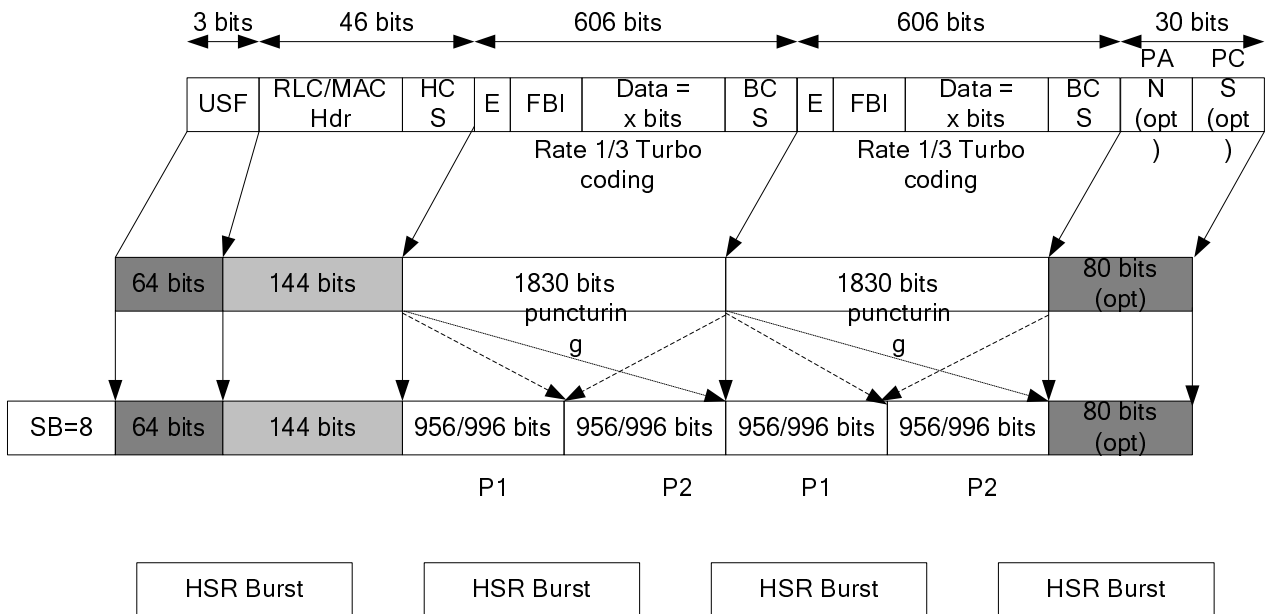 3 bits 46 bits 606 bits 606 bits 30 bits
USF
RLC/MAC
Hdr
HC
S
E
FBI
Data =
x bits
BC
S
E
FBI
Data =
x bits
BC
S
PA
N
(opt
)
PC
S
(opt
)
Rate 1/3 Turbo
coding
Rate 1/3 Turbo
coding
64 bits
144 bits
1830 bits
puncturin
g
1830 bits
puncturin
g
80 bits
(opt)
SB=8
64 bits
144 bits
956/996 bits
956/996 bits
956/996 bits
956/996 bits
80 bits
(opt)
P1 P2 P1 P2
HSR Burst HSR Burst HSR Burst HSR Burst